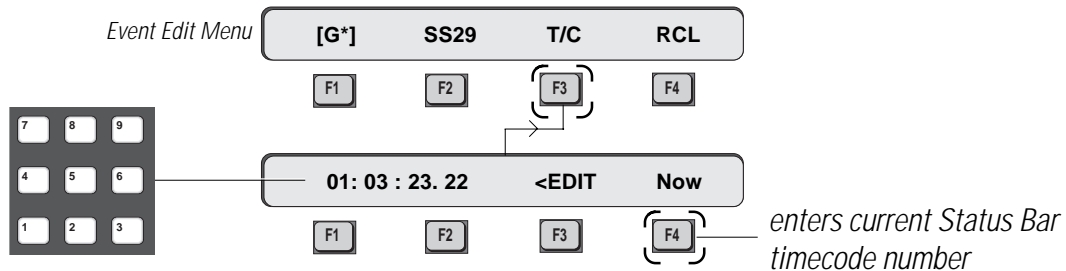 Event Edit Menu [G*] SS29 T/C RCL
F1 F2 F3 F4
7 8 9
4 5 6
1 2 3
01: 03 : 23. 22 <EDIT Now
F1 F2 F3 F4
enters current Status Bar
timecode number